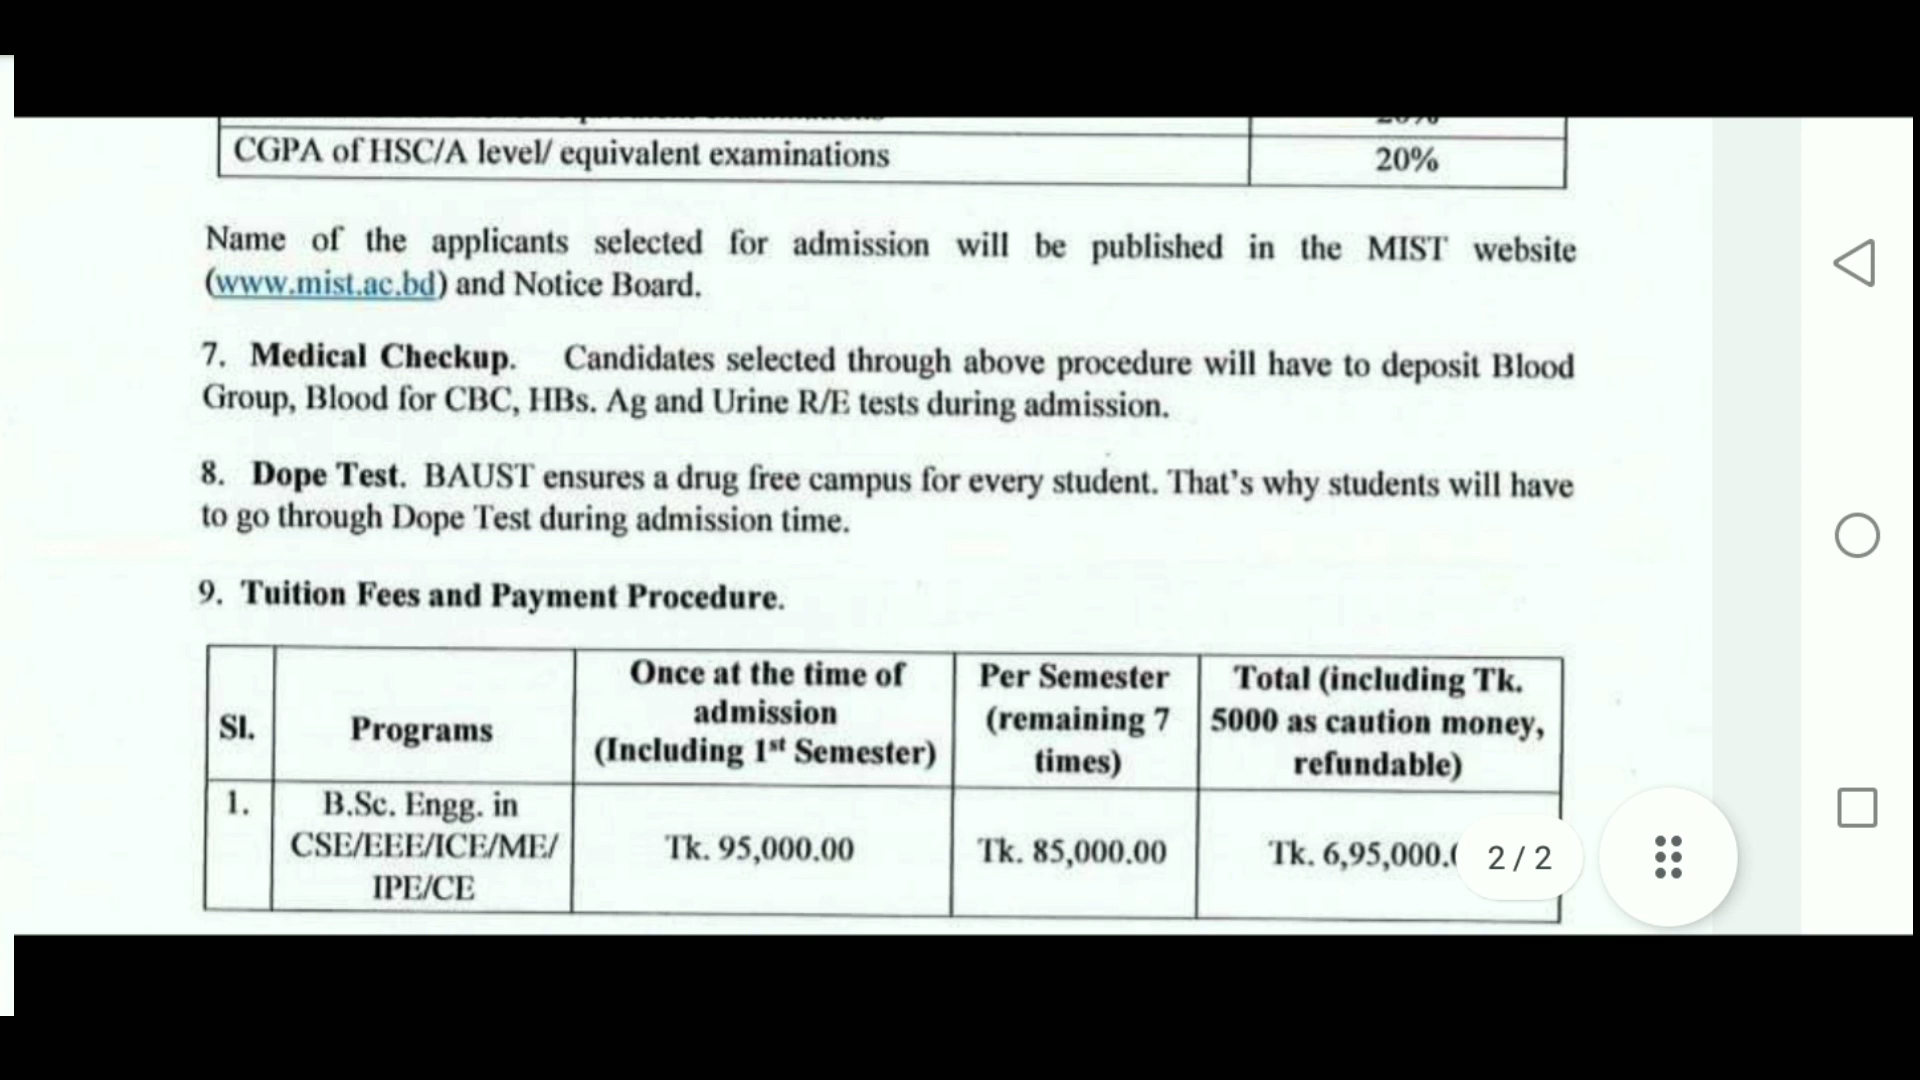 CGPA of HSC/A level/ equivalent examinations 20%
Name of the applicants selected for admission will be published in the MIST website
(www.mist.ac.bd) and Notice Board.
7. Medical Checkup. Candidates selected through above procedure will have to deposit Blood
Group, Blood for CBC, HBs. Ag and Urine R/E tests during admission.
8. Dope Test. BAUST ensures a drug free campus for every student. That's why students will have
to go through Dope Test during admission time.
9. Tuition Fees and Payment Procedure.
Sl.
Programs
Once at the time of
admission
(Including 1st Semester)
Per Semester
(remaining 7
times)
Total (including Tk.
5000 as caution money,
refundable)
1.
B.Sc. Engg. in
CSE/EEE/ICE/ME/
IPE/CE
Tk. 95,000.00
Tk. 85,000.00
Tk. 6,95,000.
2 / 2